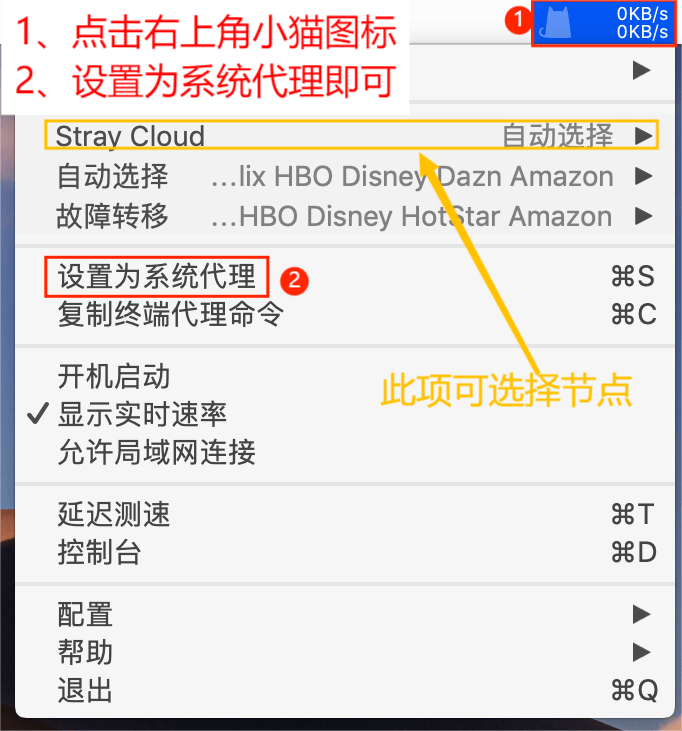 1、点击右上角小猫图标
2、设置为系统代理即可
1
0KB/s
0KB/s
Stray Cloud 自动选择
自动选择 ...lix HBO Disney Dazn Amazon
故障转移 ...HBO Disney HotStar Amazon
设置为系统代理 2 ⌘S
复制终端代理命令 ⌘C
开机启动
此项可选择节点
显示实时速率
允许局域网连接
延迟测速 ⌘T
控制台 ⌘D
配置
帮助
退出 ⌘Q